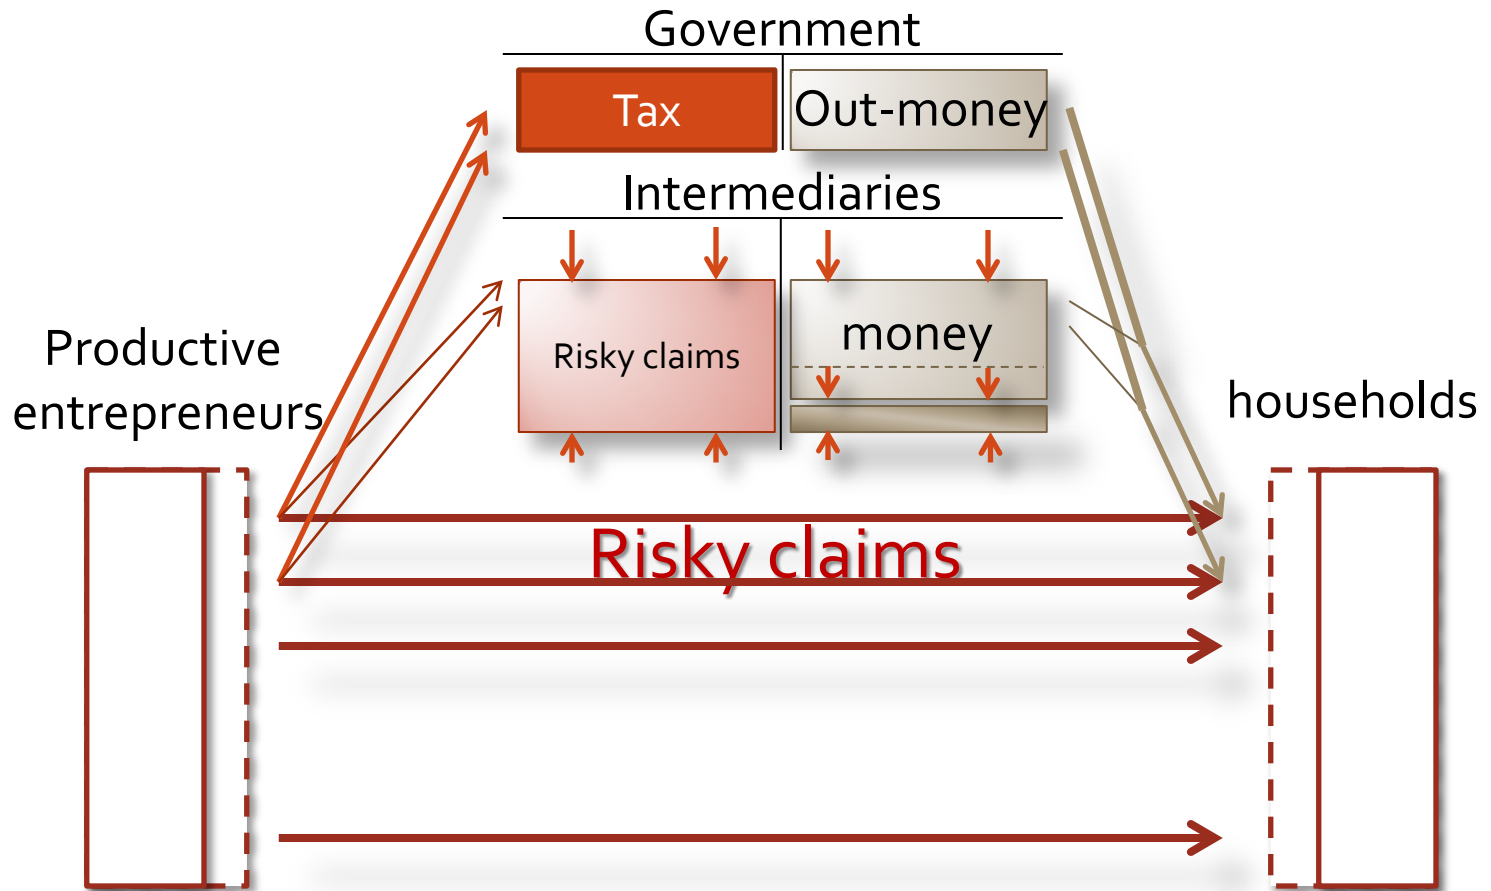 Government
Tax
Out-money
Intermediaries
Risky claims
money
Productive
entrepreneurs
households
Risky claims